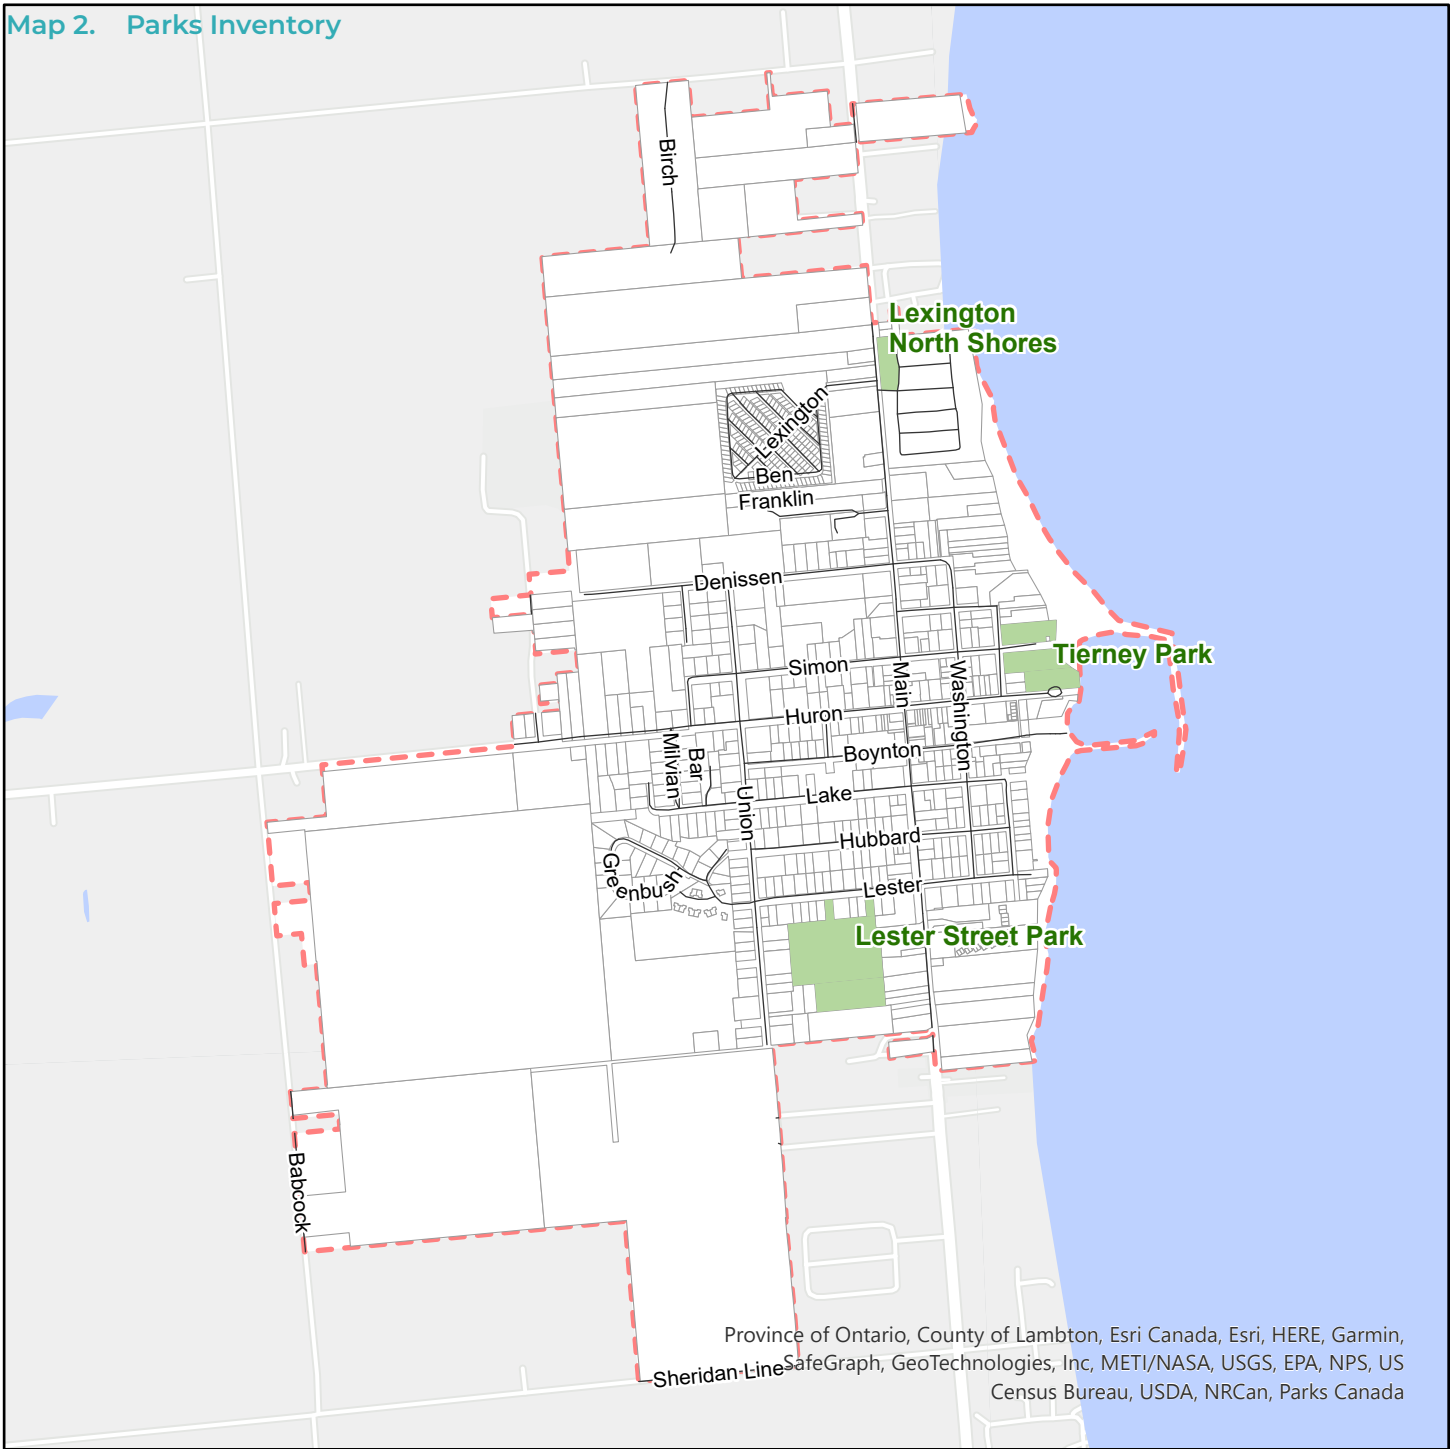 Map 2. Parks Inventory
Birch
Lexington
North Shores
Lexington
Ben
Franklin
Denissen
Simon
Main
Washington
Tierney Park
Huron
Milvian
Bar
Boynton
Union
Lake
Hubbard
Greenbush
Lester
Lester Street Park
Babcock
Province of Ontario, County of Lambton, Esri Canada, Esri, HERE, Garmin,
SafeGraph, GeoTechnologies, Inc, METI/NASA, USGS, EPA, NPS, US
Sheridan Line
Census Bureau, USDA, NRCan, Parks Canada